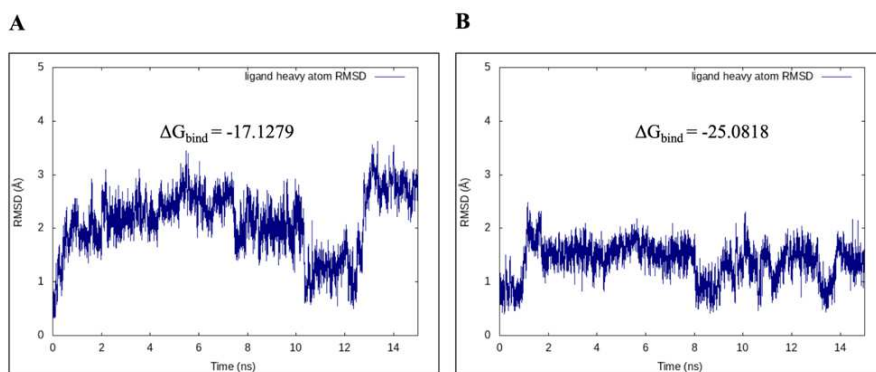 A
B
5
4
3
2
1
0
RMSD (Å)
ligand heavy atom RMSD
ΔGbind = -17.1279
0 2 4 6 8 10 12 14
Time (ns)
5
4
3
2
1
0
RMSD (Å)
ligand heavy atom RMSD
ΔGbind = -25.0818
0 2 4 6 8 10 12 14
Time (ns)